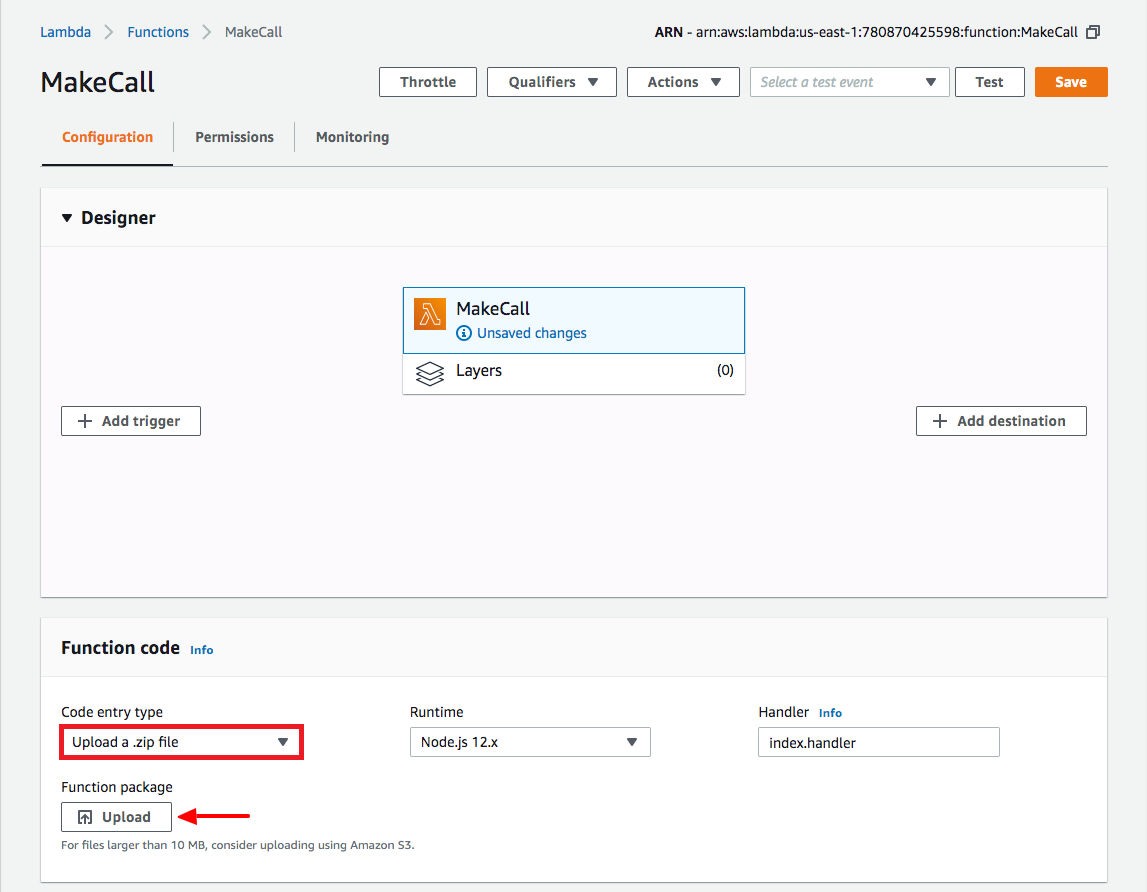 Lambda > Functions > MakeCall
ARN - arn:aws:lambda:us-east-1:780870425598:function:MakeCall
MakeCall
Throttle
Qualifiers
Actions
Select a test event
Test
Save
Configuration
Permissions
Monitoring
Designer
MakeCall
Unsaved changes
Layers
(0)
Add trigger
Add destination
Function code Info
Code entry type
Upload a .zip file
Runtime
Node.js 12.x
Handler Info
index.handler
Function package
Upload
For files larger than 10 MB, consider uploading using Amazon S3.